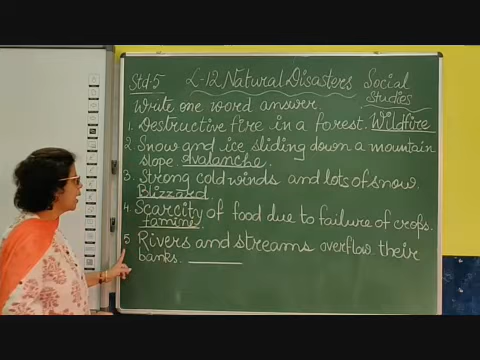 Std:5 L-12 Natural Disasters Social Studies
Write one word answer.
1. Destructive fire in a forest. Wildfire
2 Snow and ice sliding down a mountain
slope. avalanche.
3. Strong cold winds and lots of snow.
Blizzard
4. Scarcity of food due to failure of crops.
famine.
5 Rivers and streams overflow their
banks.